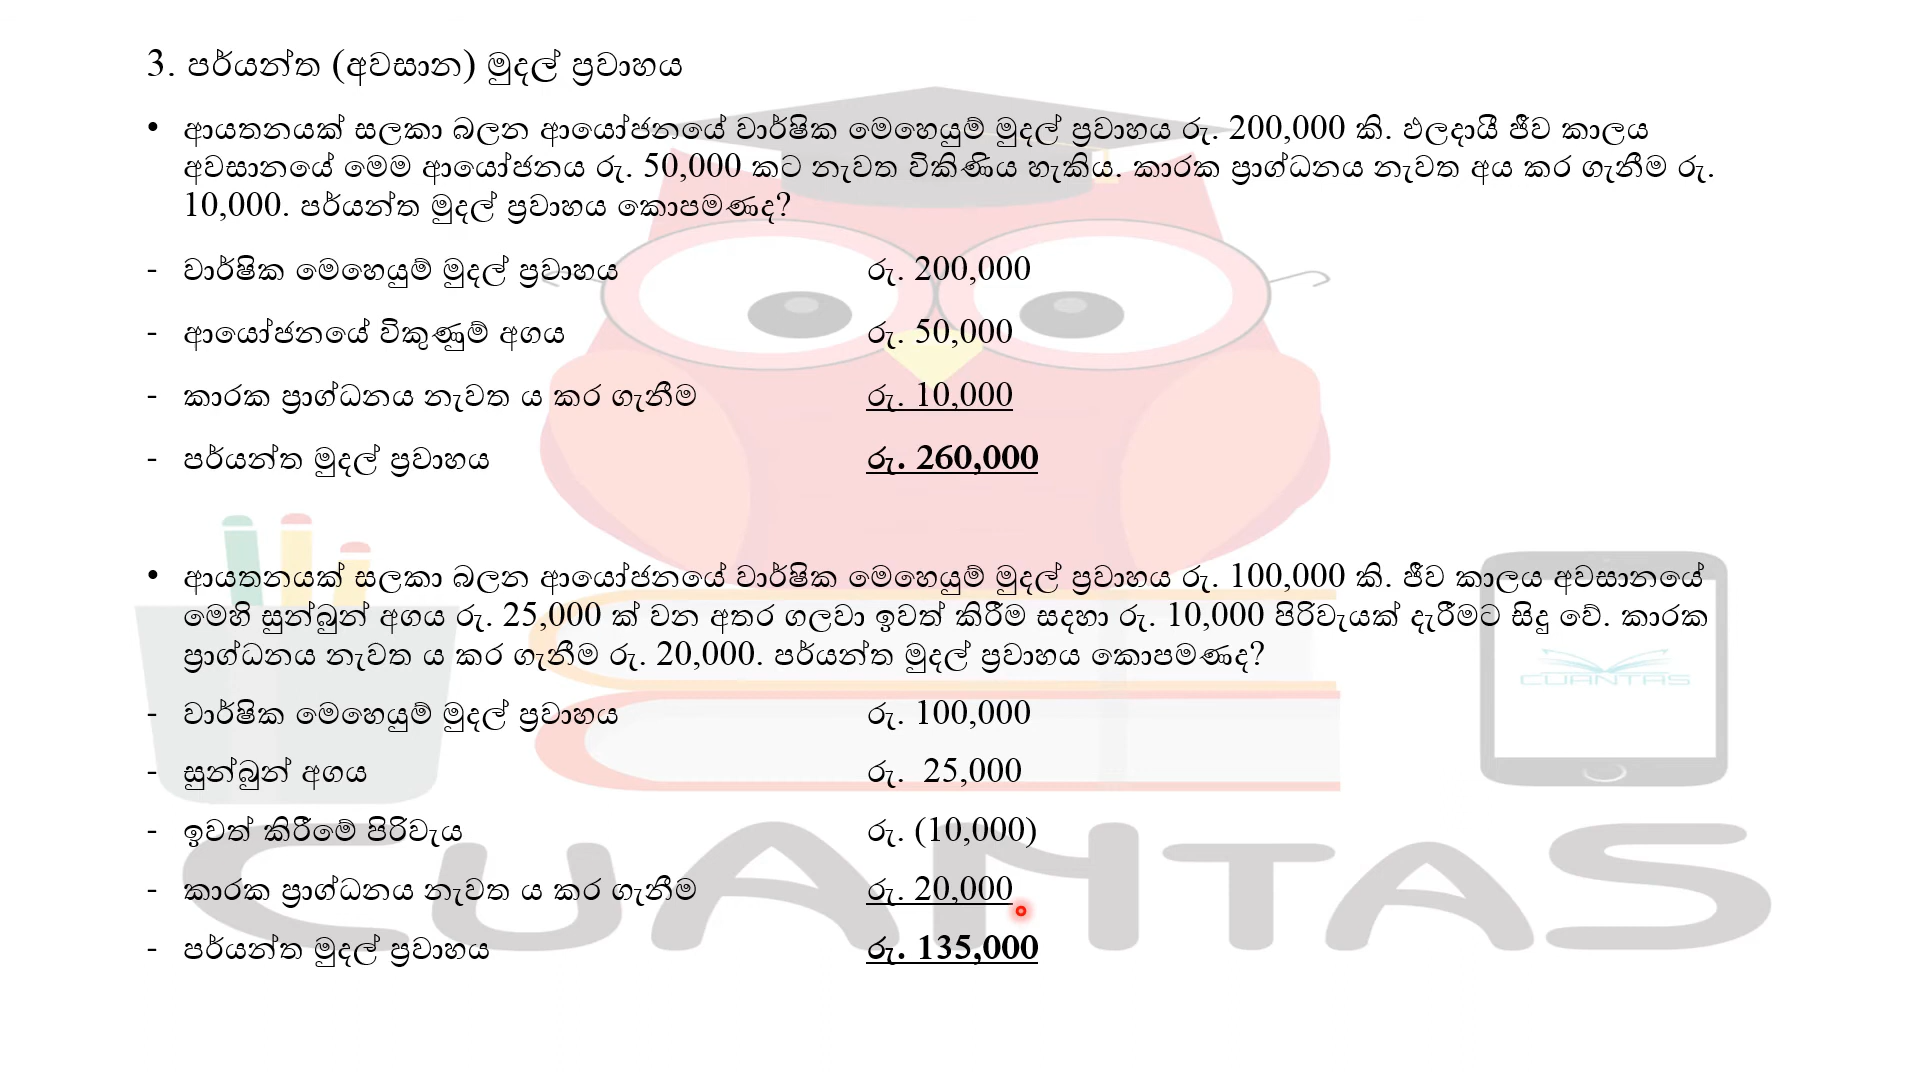 3. පර්යන්ත (අවසාන) මුදල් ප්‍රවාහය
• ආයතනයක් සලකා බලන ආයෝජනයේ වාර්ෂික මෙහෙයුම් මුදල් ප්‍රවාහය රු. 200,000 කි. ඵලදායී ජීව කාලය
අවසානයේ මෙම ආයෝජනය රු. 50,000 කට නැවත විකිණිය හැකිය. කාරක ප්‍රාග්ධනය නැවත අය කර ගැනීම රු.
10,000. පර්යන්ත මුදල් ප්‍රවාහය කොපමණද?
- වාර්ෂික මෙහෙයුම් මුදල් ප්‍රවාහය රු. 200,000
- ආයෝජනයේ විකුණුම් අගය රු. 50,000
- කාරක ප්‍රාග්ධනය නැවත ය කර ගැනීම රු. 10,000
- පර්යන්ත මුදල් ප්‍රවාහය රු. 260,000
• ආයතනයක් සලකා බලන ආයෝජනයේ වාර්ෂික මෙහෙයුම් මුදල් ප්‍රවාහය රු. 100,000 කි. ජීව කාලය අවසානයේ
මෙහි සුන්බුන් අගය රු. 25,000 ක් වන අතර ගලවා ඉවත් කිරීම සදහා රු. 10,000 පිරිවැයක් දැරීමට සිදු වේ. කාරක
ප්‍රාග්ධනය නැවත ය කර ගැනීම රු. 20,000. පර්යන්ත මුදල් ප්‍රවාහය කොපමණද?
- වාර්ෂික මෙහෙයුම් මුදල් ප්‍රවාහය රු. 100,000
- සුන්බුන් අගය රු. 25,000
- ඉවත් කිරීමේ පිරිවැය රු. (10,000)
- කාරක ප්‍රාග්ධනය නැවත ය කර ගැනීම රු. 20,000
- පර්යන්ත මුදල් ප්‍රවාහය රු. 135,000
CUANTAS
CUANTAS